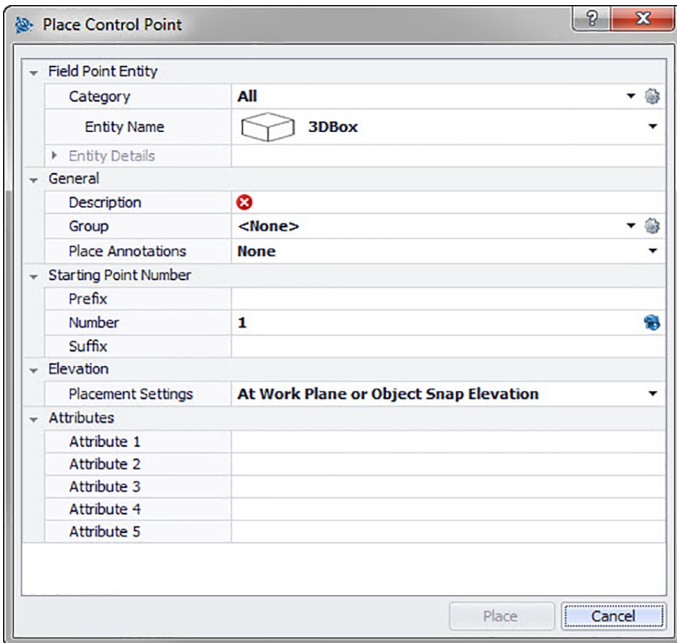 Place Control Point
Field Point Entity
Category All
Entity Name 3DBox
Entity Details
General
Description
Group <None>
Place Annotations None
Starting Point Number
Prefix
Number 1
Suffix
Elevation
Placement Settings At Work Plane or Object Snap Elevation
Attributes
Attribute 1
Attribute 2
Attribute 3
Attribute 4
Attribute 5
Place Cancel